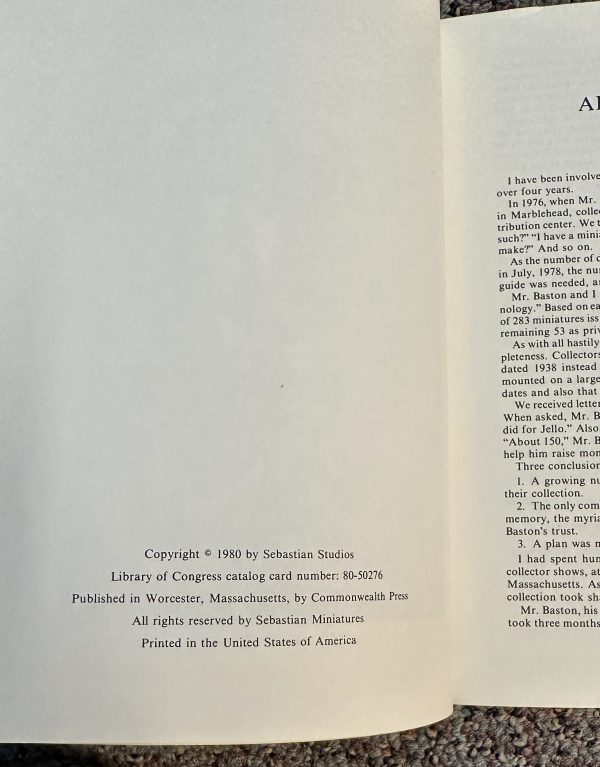 Copyright © 1980 by Sebastian Studios
Library of Congress catalog card number: 80-50276
Published in Worcester, Massachusetts, by Commonwealth Press
All rights reserved by Sebastian Miniatures
Printed in the United States of America
I have been involve
over four years.
In 1976, when Mr.
in Marblehead, collec
tribution center. We t
such?" "I have a mini
make?" And so on.
As the number of c
in July, 1978, the nu
guide was needed, a
Mr. Baston and I
nology." Based on ea
of 283 miniatures iss
remaining 53 as priv
As with all hastily
pleteness. Collectors
dated 1938 instead
mounted on a large
dates and also that
We received letter
When asked, Mr. B
did for Jello." Also
"About 150," Mr. B
help him raise mon
Three conclusion
1. A growing nu
their collection.
2. The only com
memory, the myria
Baston's trust.
3. A plan was n
I had spent hun
collector shows, at
Massachusetts. As
collection took sha
Mr. Baston, his
took three months